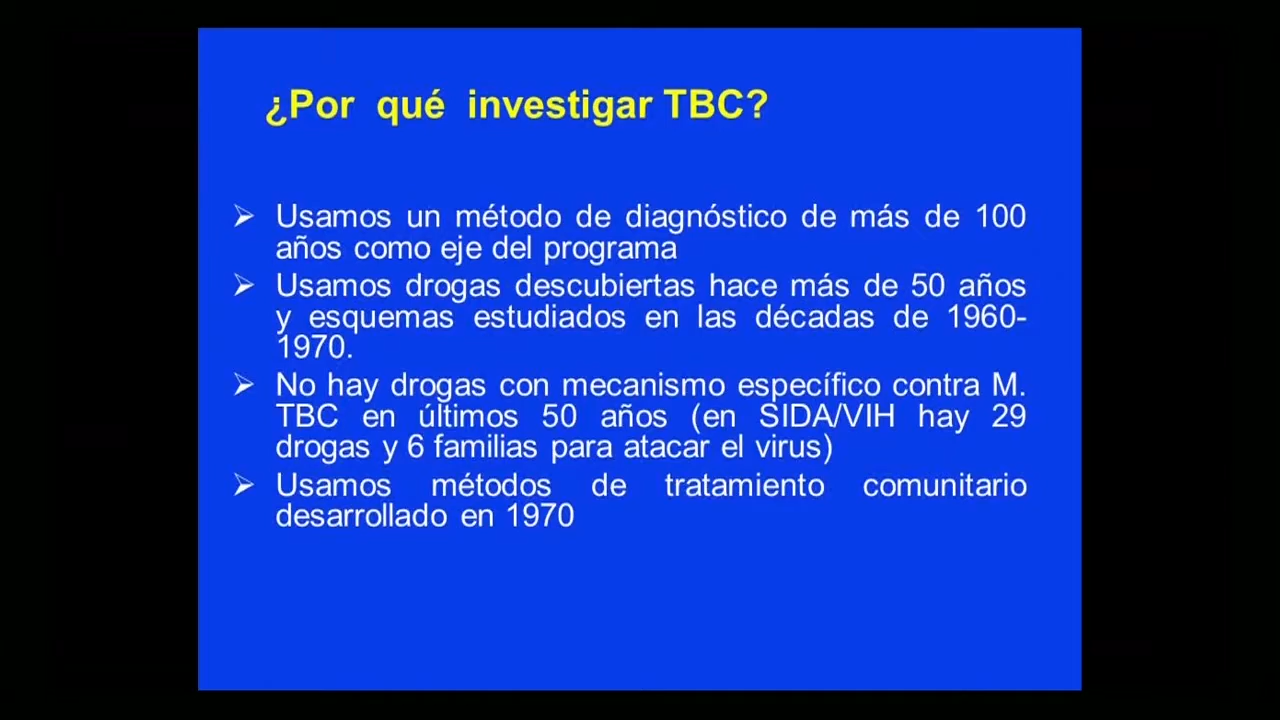 ¿Por qué investigar TBC?
Usamos un método de diagnóstico de más de 100
años como eje del programa
Usamos drogas descubiertas hace más de 50 años
y esquemas estudiados en las décadas de 1960-
1970.
No hay drogas con mecanismo específico contra M.
TBC en últimos 50 años (en SIDA/VIH hay 29
drogas y 6 familias para atacar el virus)
Usamos métodos de tratamiento comunitario
desarrollado en 1970